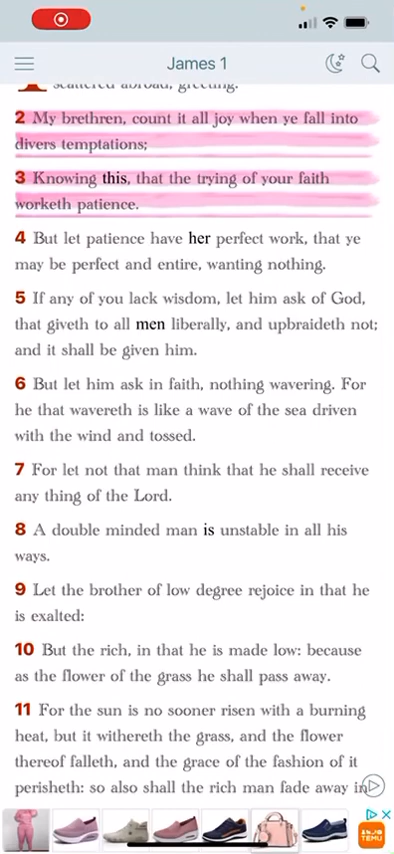 James 1
scattered abroad, greeting.
2 My brethren, count it all joy when ye fall into
divers temptations;
3 Knowing this, that the trying of your faith
worketh patience.
4 But let patience have her perfect work, that ye
may be perfect and entire, wanting nothing.
5 If any of you lack wisdom, let him ask of God,
that giveth to all men liberally, and upbraideth not;
and it shall be given him.
6 But let him ask in faith, nothing wavering. For
he that wavereth is like a wave of the sea driven
with the wind and tossed.
7 For let not that man think that he shall receive
any thing of the Lord.
8 A double minded man is unstable in all his
ways.
9 Let the brother of low degree rejoice in that he
is exalted:
10 But the rich, in that he is made low: because
as the flower of the grass he shall pass away.
11 For the sun is no sooner risen with a burning
heat, but it withereth the grass, and the flower
thereof falleth, and the grace of the fashion of it
perisheth: so also shall the rich man fade away in
TEMU